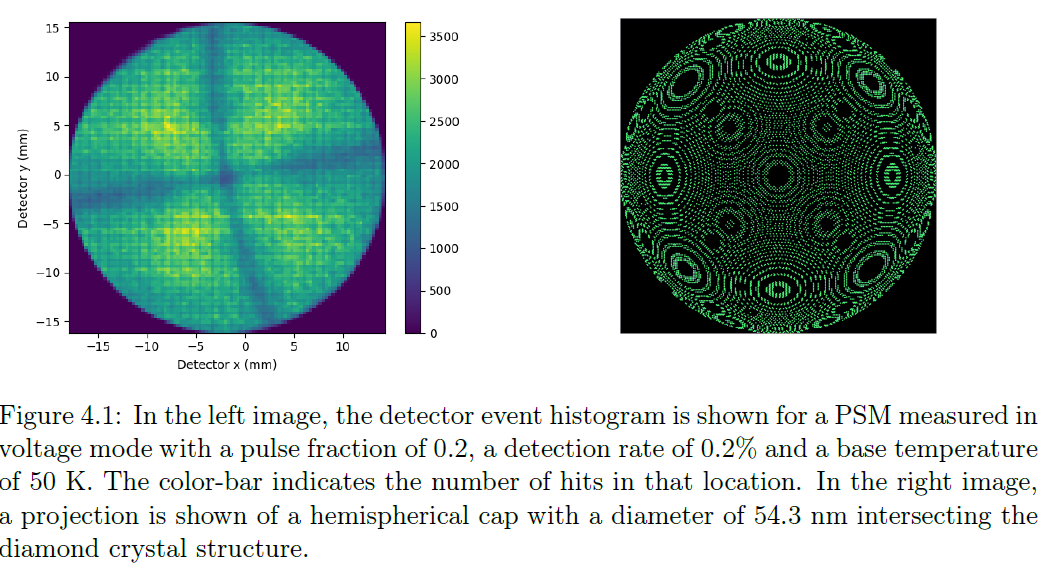 15
10
5
0
−5
−10
−15
Detector y (mm)
−15 −10 −5 0 5 10
Detector x (mm)
3500
3000
2500
2000
1500
1000
500
0
Figure 4.1: In the left image, the detector event histogram is shown for a PSM measured in
voltage mode with a pulse fraction of 0.2, a detection rate of 0.2% and a base temperature
of 50 K. The color-bar indicates the number of hits in that location. In the right image,
a projection is shown of a hemispherical cap with a diameter of 54.3 nm intersecting the
diamond crystal structure.